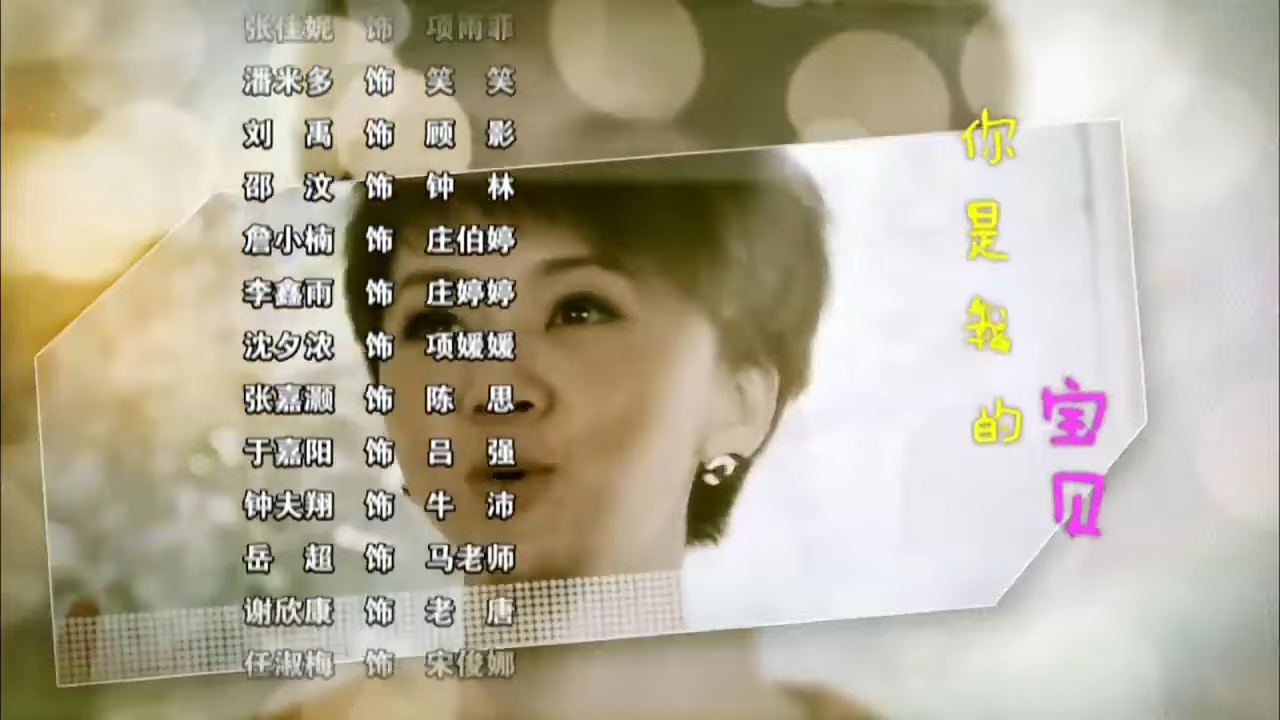 张佳妮 饰 项雨菲
潘米多 饰 笑 笑
刘 禹 饰 顾 影
邵 汶 饰 钟 林
詹小楠 饰 庄伯婷
李鑫雨 饰 庄婷婷
沈夕浓 饰 项媛媛
张嘉灏 饰 陈 思
于嘉阳 饰 吕 强
钟夫翔 饰 牛 沛
岳 超 饰 马老师
谢欣康 饰 老 唐
任淑梅 饰 宋俊娜
你是我的
宝贝